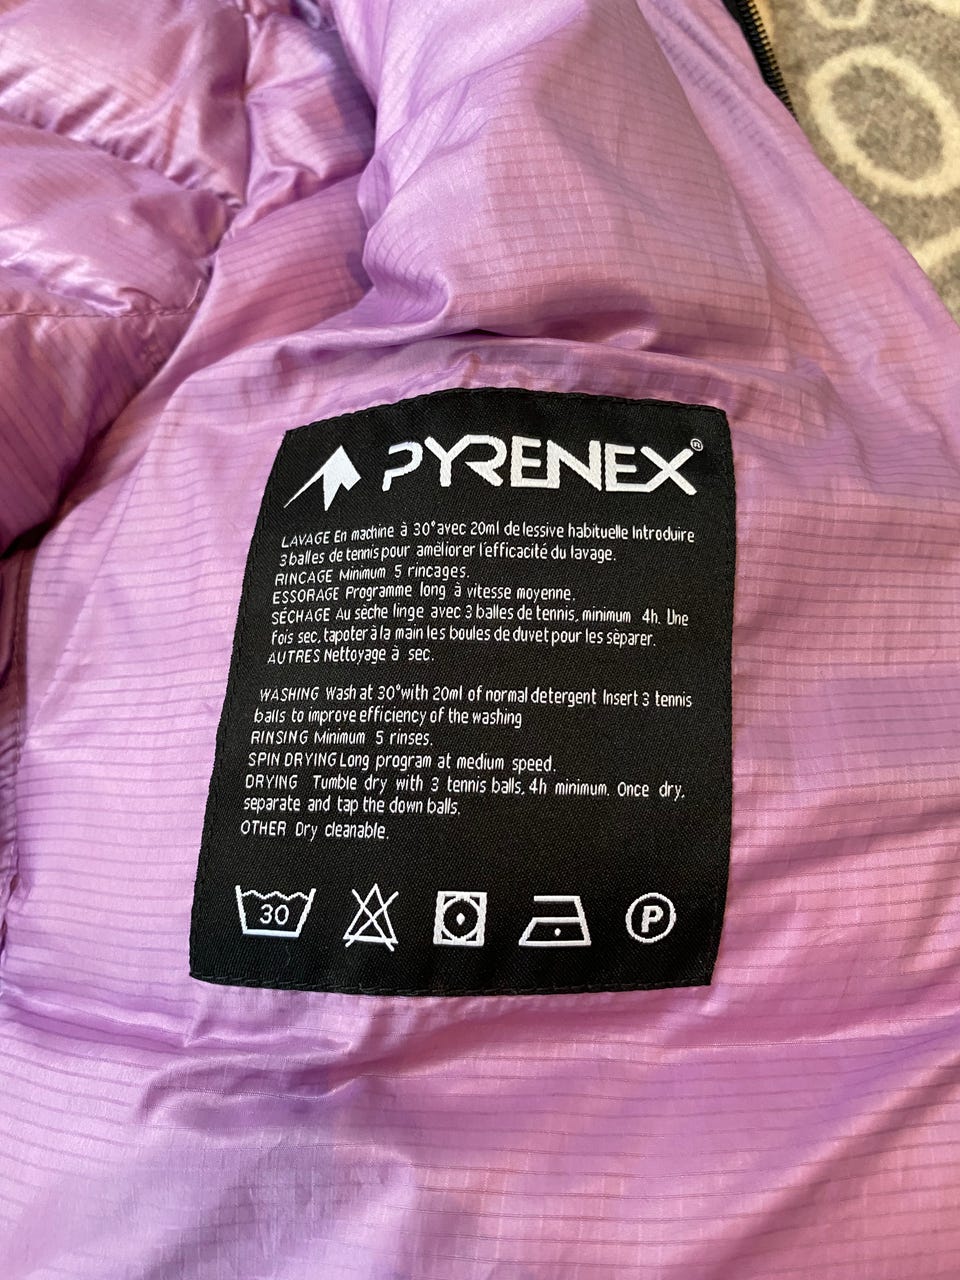 PYRENEX®
LAVAGE En machine à 30°avec 20ml de lessive habituelle Introduire
3 balles de tennis pour améliorer l'efficacité du lavage.
RINCAGE Minimum 5 rincages.
ESSORAGE Programme long à vitesse moyenne.
SÉCHAGE Au sèche linge avec 3 balles de tennis, minimum 4h. Une
fois sec, tapoter à la main les boules de duvet pour les séparer.
AUTRES Nettoyage à sec.
WASHING Wash at 30°with 20ml of normal detergent Insert 3 tennis
balls to improve efficiency of the washing
RINSING Minimum 5 rinses.
SPIN DRYING Long program at medium speed.
DRYING Tumble dry with 3 tennis balls, 4h minimum. Once dry,
separate and tap the down balls.
OTHER Dry cleanable.
30 P